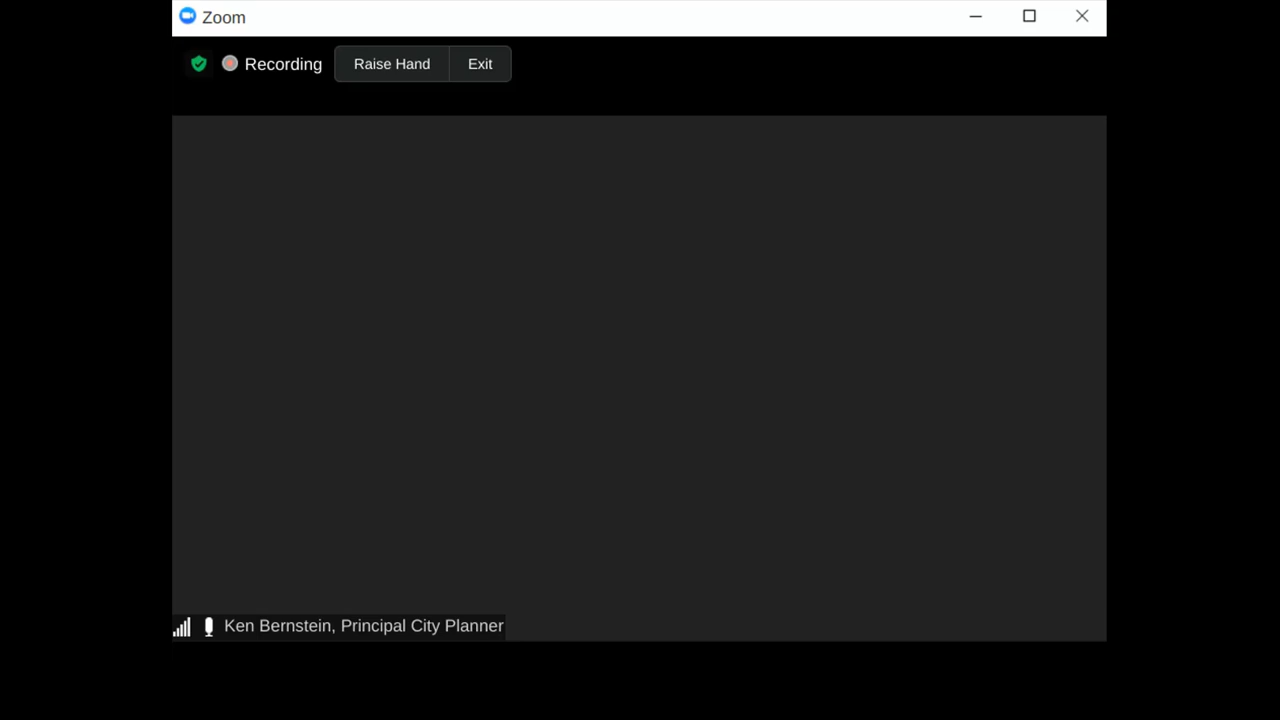 Zoom
Recording
Raise Hand
Exit
Ken Bernstein, Principal City Planner